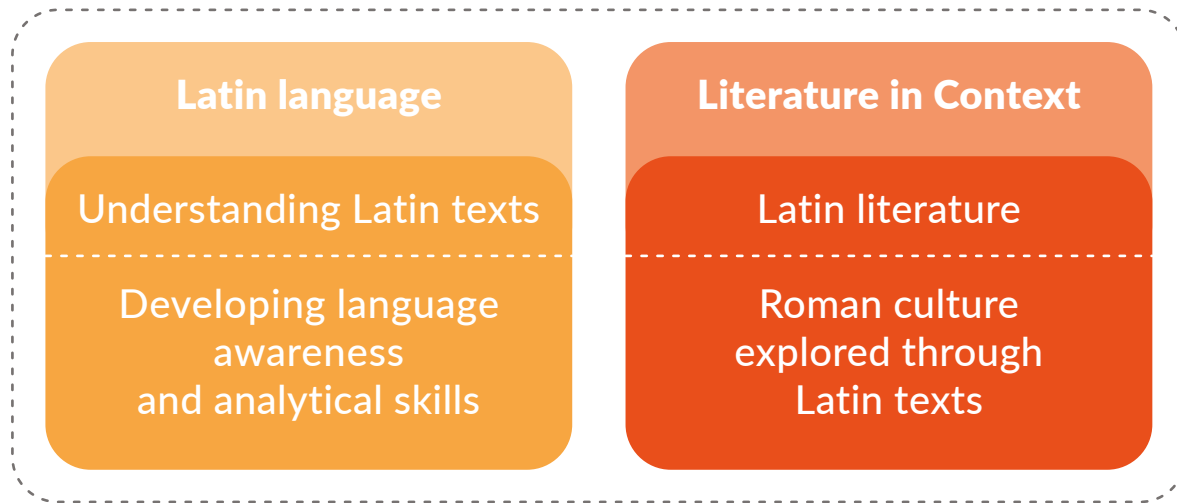 Latin language
Understanding Latin texts
Developing language
awareness
and analytical skills
Literature in Context
Latin literature
Roman culture
explored through
Latin texts